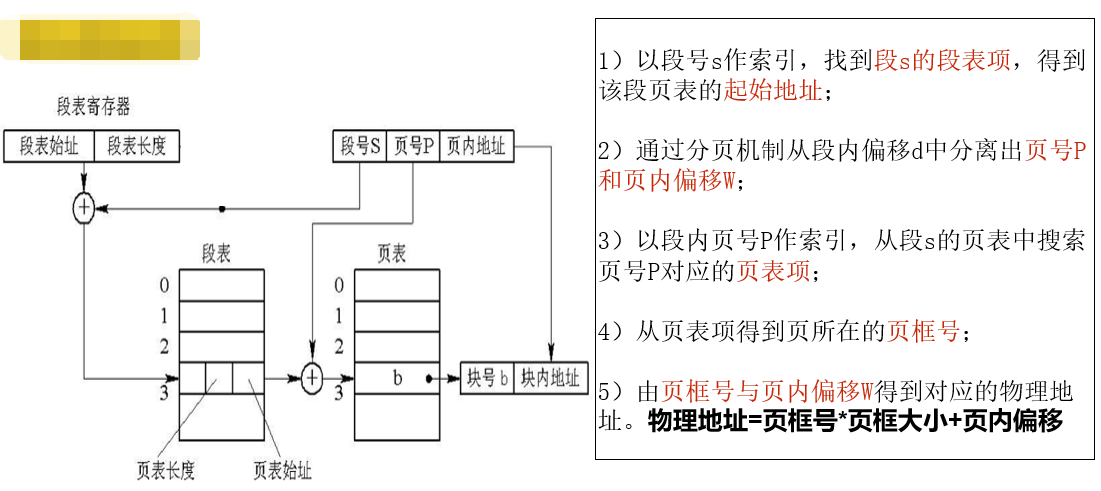 段表寄存器
段表始址 段表长度
段号S 页号P 页内地址
+
段表
页表
0
1
2
3
0
1
2
3
+
b
块号 b 块内地址
页表长度 页表始址
1）以段号s作索引，找到段s的段表项，得到
该段页表的起始地址；
2）通过分页机制从段内偏移d中分离出页号P
和页内偏移W；
3）以段内页号P作索引，从段s的页表中搜索
页号P对应的页表项；
4）从页表项得到页所在的页框号；
5）由页框号与页内偏移W得到对应的物理地
址。物理地址=页框号*页框大小+页内偏移